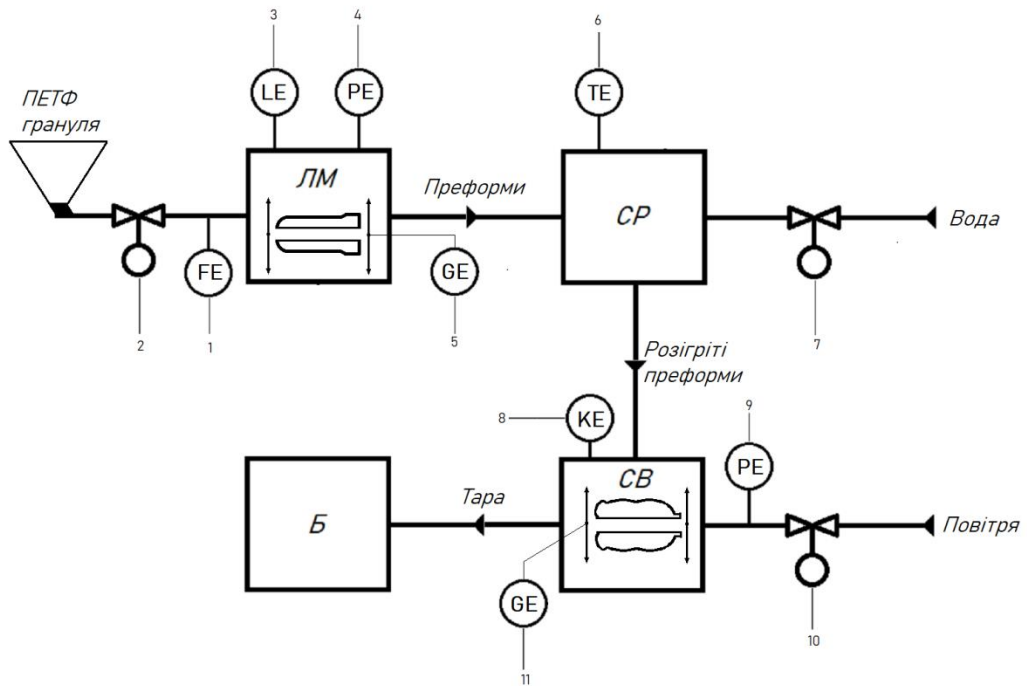 3
4
6
LE
PE
TE
ПЕТФ
грануля
ЛМ
Преформи
СР
Вода
FE
GE
2
1
5
7
Розігріті
преформи
8
KE
9
PE
СВ
Б
Тара
Повітря
GE
10
11